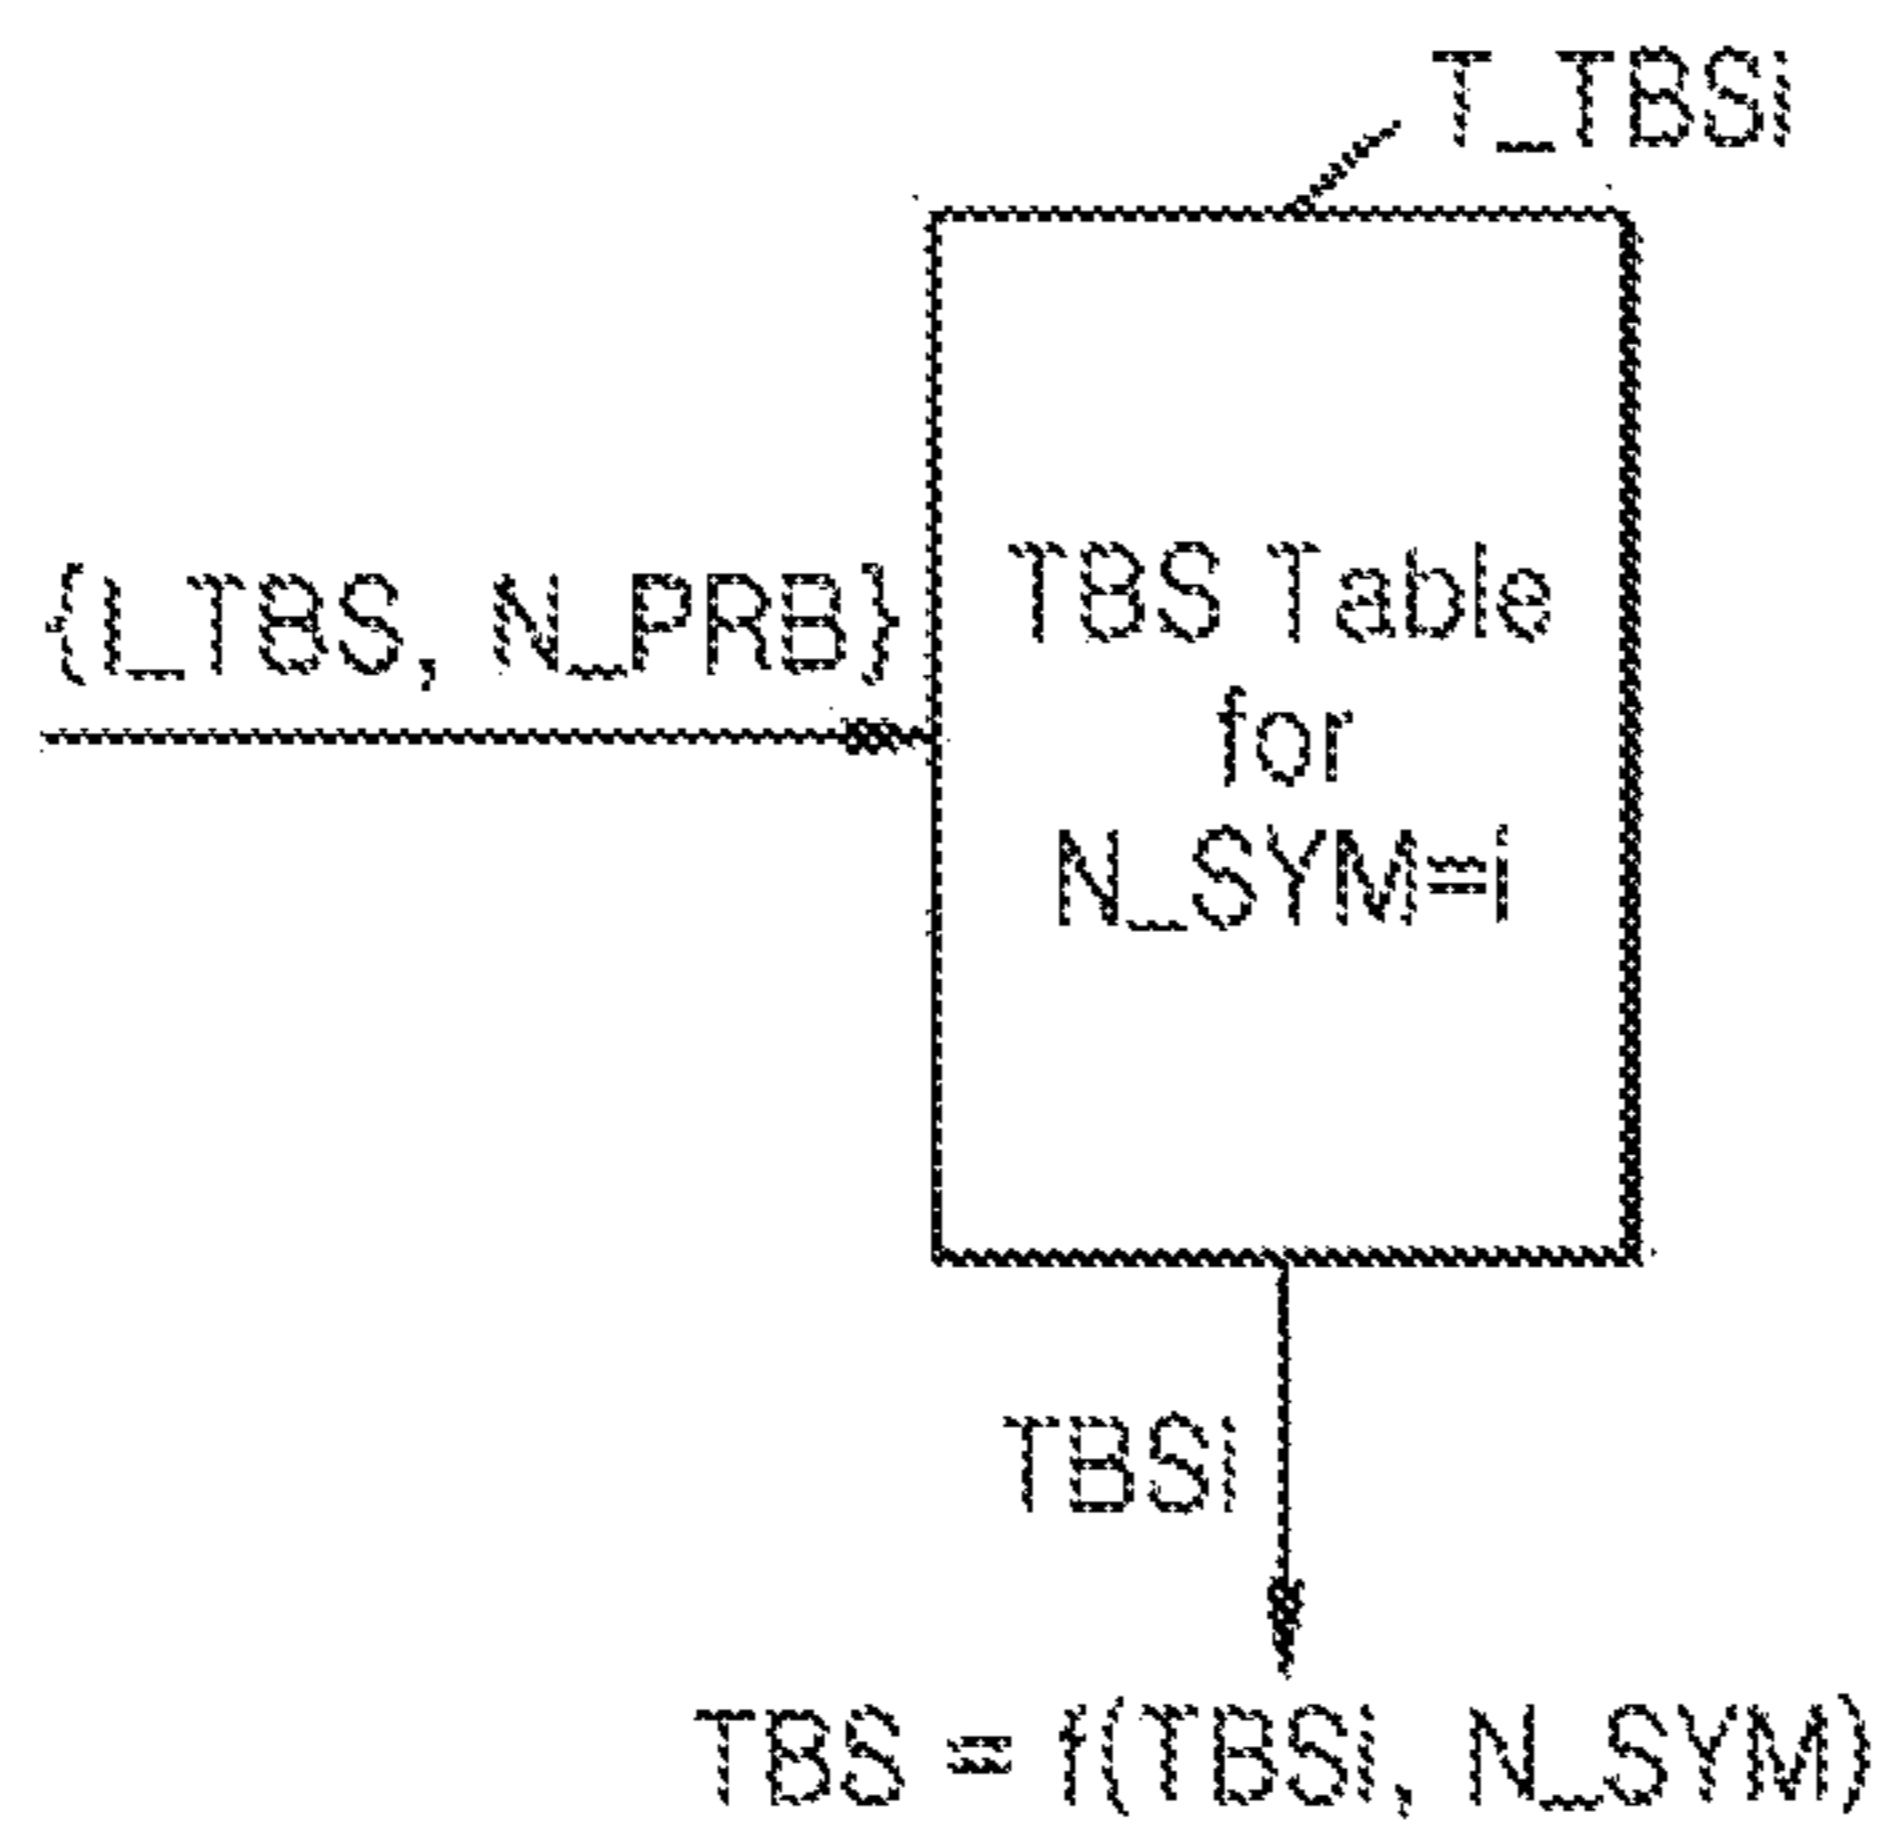 T_TBSi
{I_TBS, N_PRB}
TBS Table
for
N_SYM=i
TBSi
TBS = f(TBSi, N_SYM)